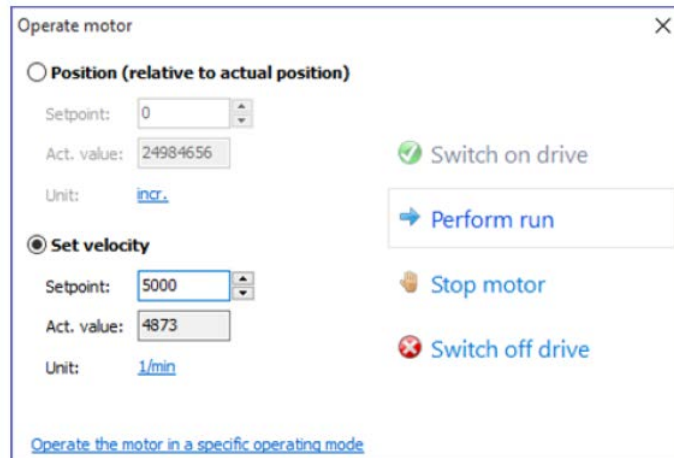 Operate motor
Position (relative to actual position)
Setpoint: 0
Act. value: 24984656
Unit: incr.
Set velocity
Setpoint: 5000
Act. value: 4873
Unit: 1/min
Switch on drive
Perform run
Stop motor
Switch off drive
Operate the motor in a specific operating mode